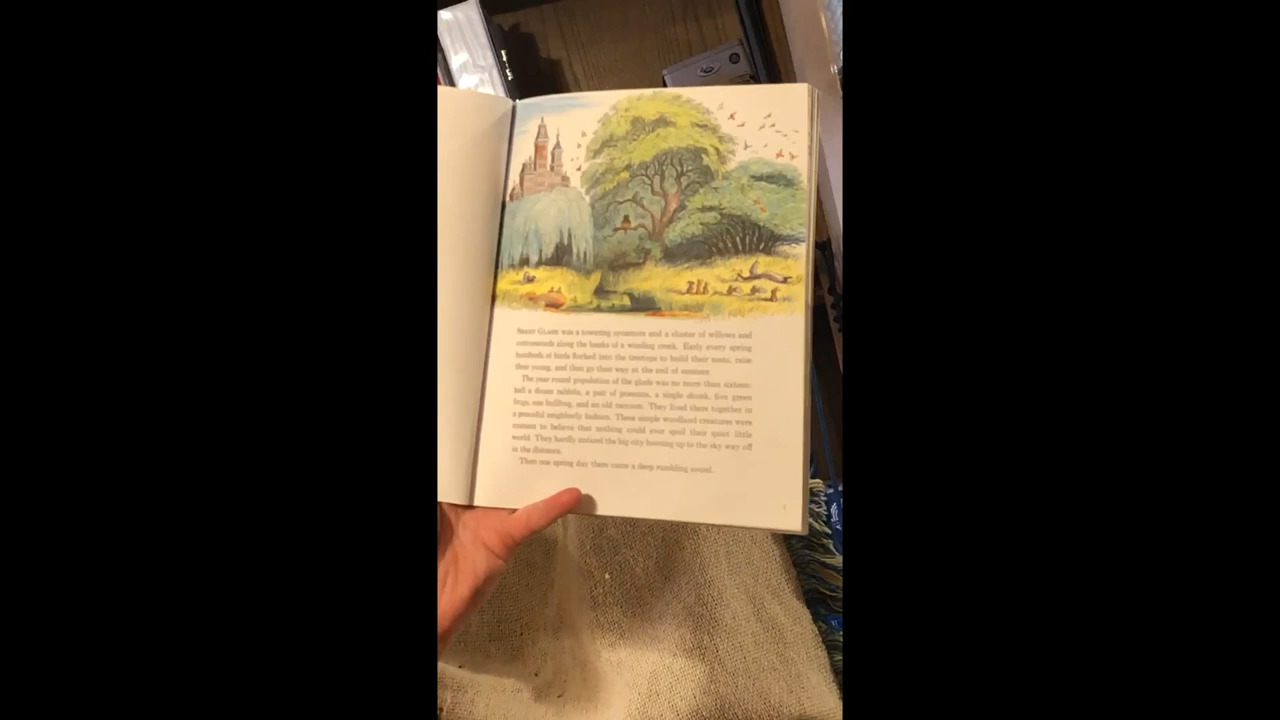 SHADY GLADE was a towering sycamore and a cluster of willows and
cottonwoods along the banks of a winding creek. Early every spring
hundreds of birds flocked into the treetops to build their nests, raise
their young, and then go their way at the end of summer.
The year round population of the glade was no more than sixteen:
half a dozen rabbits, a pair of possums, a single skunk, five green
frogs, one bullfrog, and an old raccoon. They lived there together in
a peaceful neighborly fashion. These simple woodland creatures were
content to believe that nothing could ever spoil their quiet little
world. They hardly noticed the big city looming up to the sky way off
in the distance.
Then one spring day there came a deep rumbling sound.